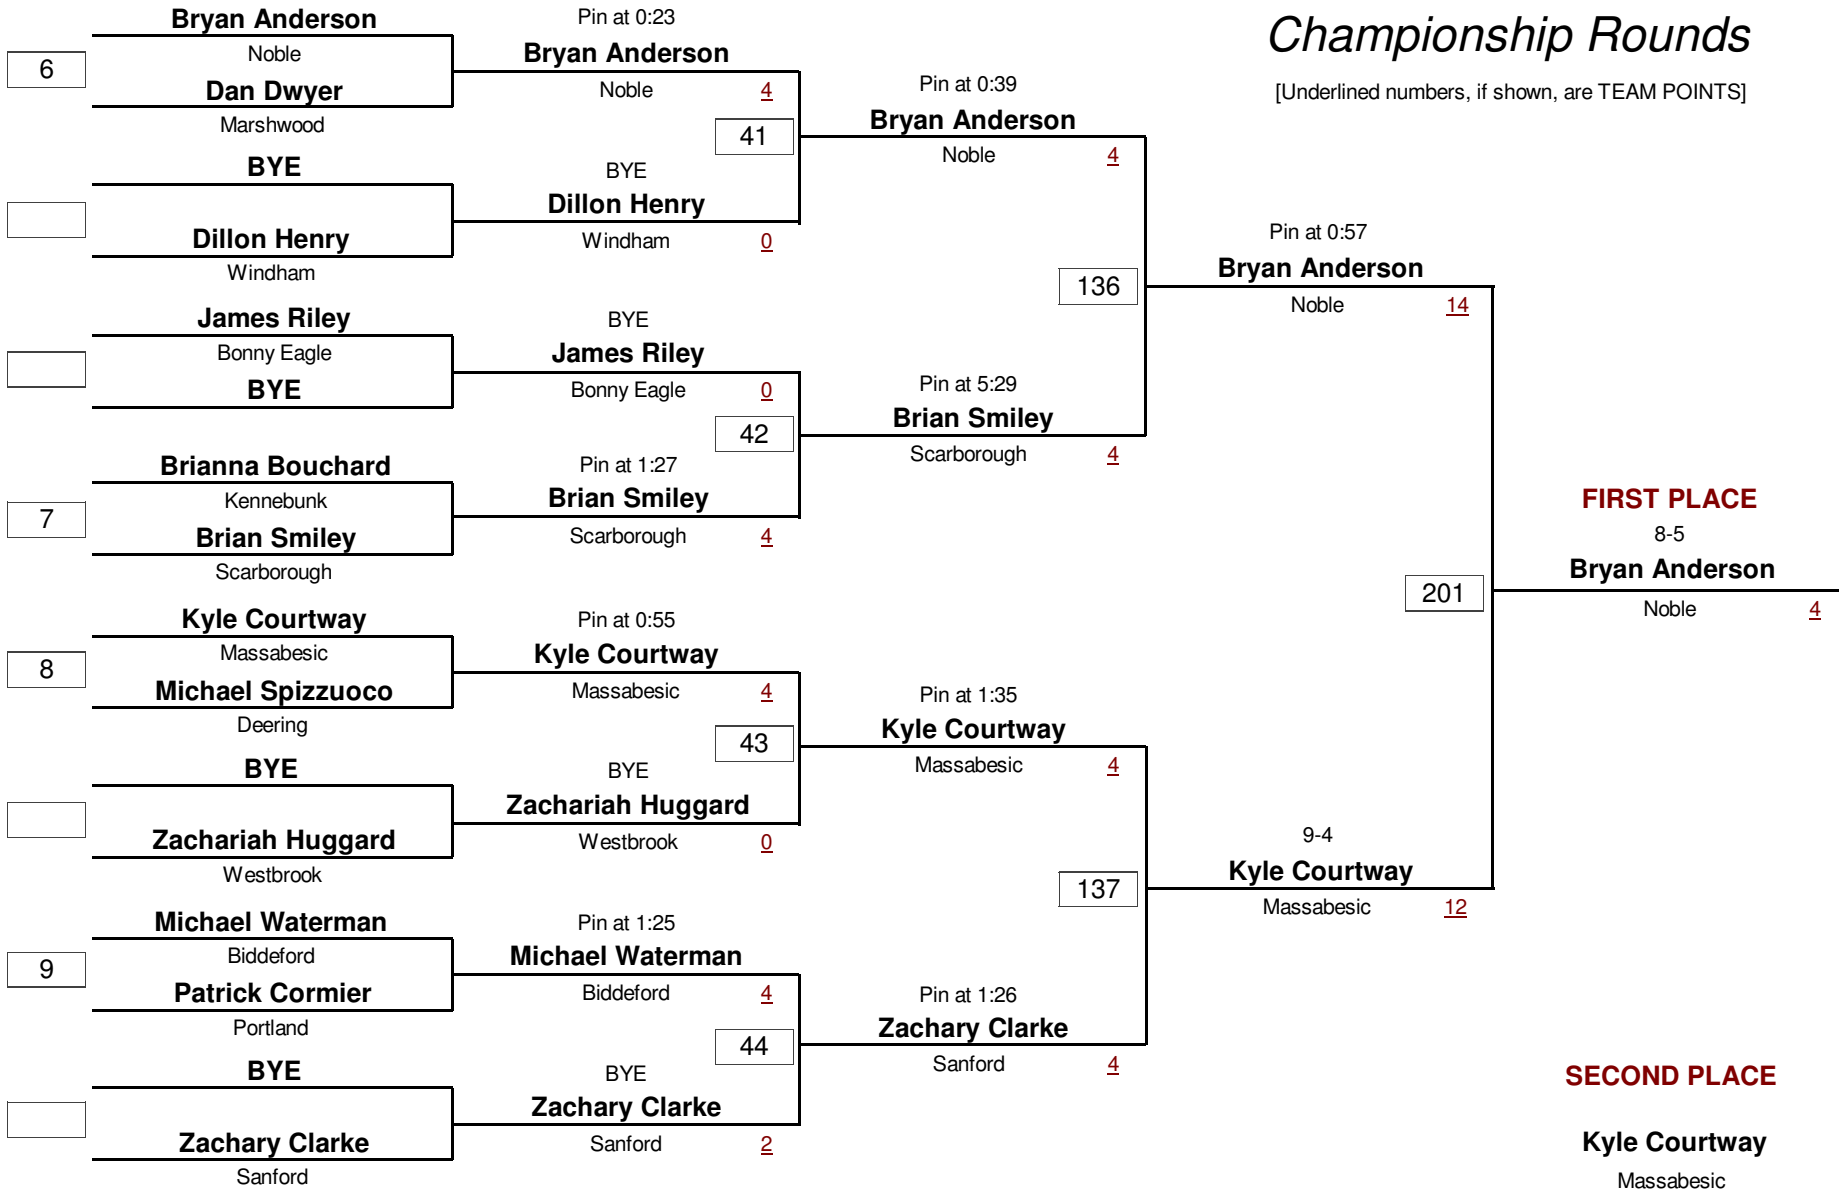 Championship Rounds
[Underlined numbers, if shown, are TEAM POINTS]
Bryan Anderson
Noble
6
Dan Dwyer
Marshwood
BYE
Dillon Henry
Windham
James Riley
Bonny Eagle
BYE
Brianna Bouchard
Kennebunk
7
Brian Smiley
Scarborough
Kyle Courtway
Massabesic
8
Michael Spizzuoco
Deering
BYE
Zachariah Huggard
Westbrook
Michael Waterman
Biddeford
9
Patrick Cormier
Portland
BYE
Zachary Clarke
Sanford
Pin at 0:23
Bryan Anderson
Noble 4
41
BYE
Dillon Henry
Windham 0
BYE
James Riley
Bonny Eagle 0
42
Pin at 1:27
Brian Smiley
Scarborough 4
Pin at 0:55
Kyle Courtway
Massabesic 4
43
BYE
Zachariah Huggard
Westbrook 0
Pin at 1:25
Michael Waterman
Biddeford 4
44
BYE
Zachary Clarke
Sanford 2
Pin at 0:39
Bryan Anderson
Noble 4
136
Pin at 5:29
Brian Smiley
Scarborough 4
Pin at 1:35
Kyle Courtway
Massabesic 4
137
Pin at 1:26
Zachary Clarke
Sanford 4
Pin at 0:57
Bryan Anderson
Noble 14
201
9-4
Kyle Courtway
Massabesic 12
FIRST PLACE
8-5
Bryan Anderson
Noble 4
SECOND PLACE
Kyle Courtway
Massabesic